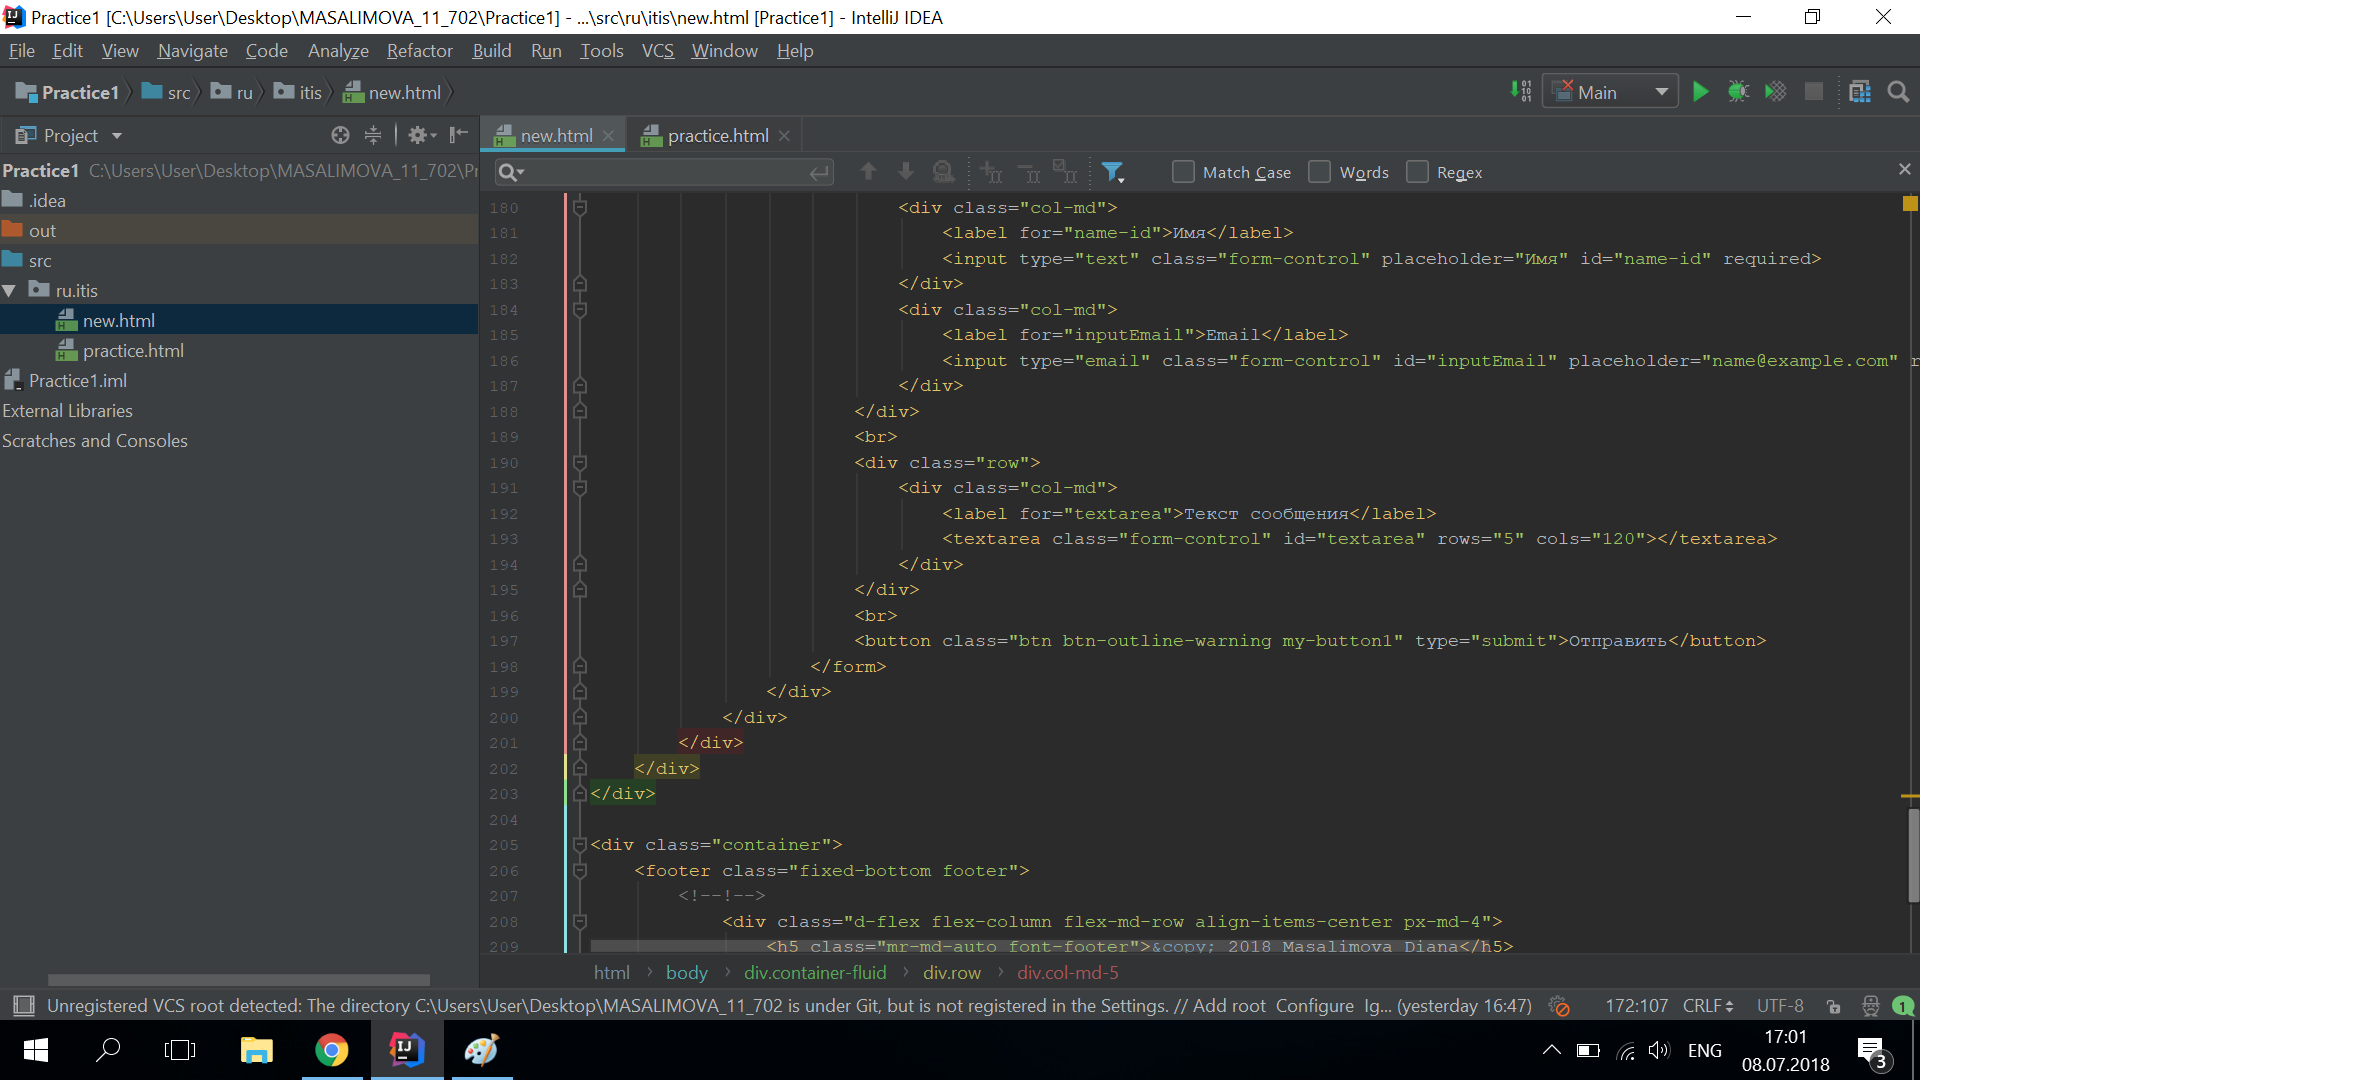 Practice1 [C:\Users\User\Desktop\MASALIMOVA_11_702\Practice1] - ...\src\ru\itis\new.html [Practice1] - IntelliJ IDEA
File Edit View Navigate Code Analyze Refactor Build Run Tools VCS Window Help
Practice1 src ru itis new.html Main
Project
new.html practice.html
Match Case Words Regex
Practice1 C:\Users\User\Desktop\MASALIMOVA_11_702\Pr
.idea
out
src
ru.itis
new.html
practice.html
Practice1.iml
External Libraries
Scratches and Consoles
180 <div class="col-md">
181 <label for="name-id">Имя</label>
182 <input type="text" class="form-control" placeholder="Имя" id="name-id" required>
183 </div>
184 <div class="col-md">
185 <label for="inputEmail">Email</label>
186 <input type="email" class="form-control" id="inputEmail" placeholder="name@example.com" r
187 </div>
188 </div>
189 <br>
190 <div class="row">
191 <div class="col-md">
192 <label for="textarea">Текст сообщения</label>
193 <textarea class="form-control" id="textarea" rows="5" cols="120"></textarea>
194 </div>
195 </div>
196 <br>
197 <button class="btn btn-outline-warning my-button1" type="submit">Отправить</button>
198 </form>
199 </div>
200 </div>
201 </div>
202 </div>
203 </div>
204
205 <div class="container">
206 <footer class="fixed-bottom footer">
207 <!--!-->
208 <div class="d-flex flex-column flex-md-row align-items-center px-md-4">
209 <h5 class="mr-md-auto font-footer">&copy; 2018 Masalimova Diana</h5>
html body div.container-fluid div.row div.col-md-5
Unregistered VCS root detected: The directory C:\Users\User\Desktop\MASALIMOVA_11_702 is under Git, but is not registered in the Settings. // Add root Configure Ig... (yesterday 16:47) 172:107 CRLF UTF-8 1
ENG 17:01
08.07.2018 3